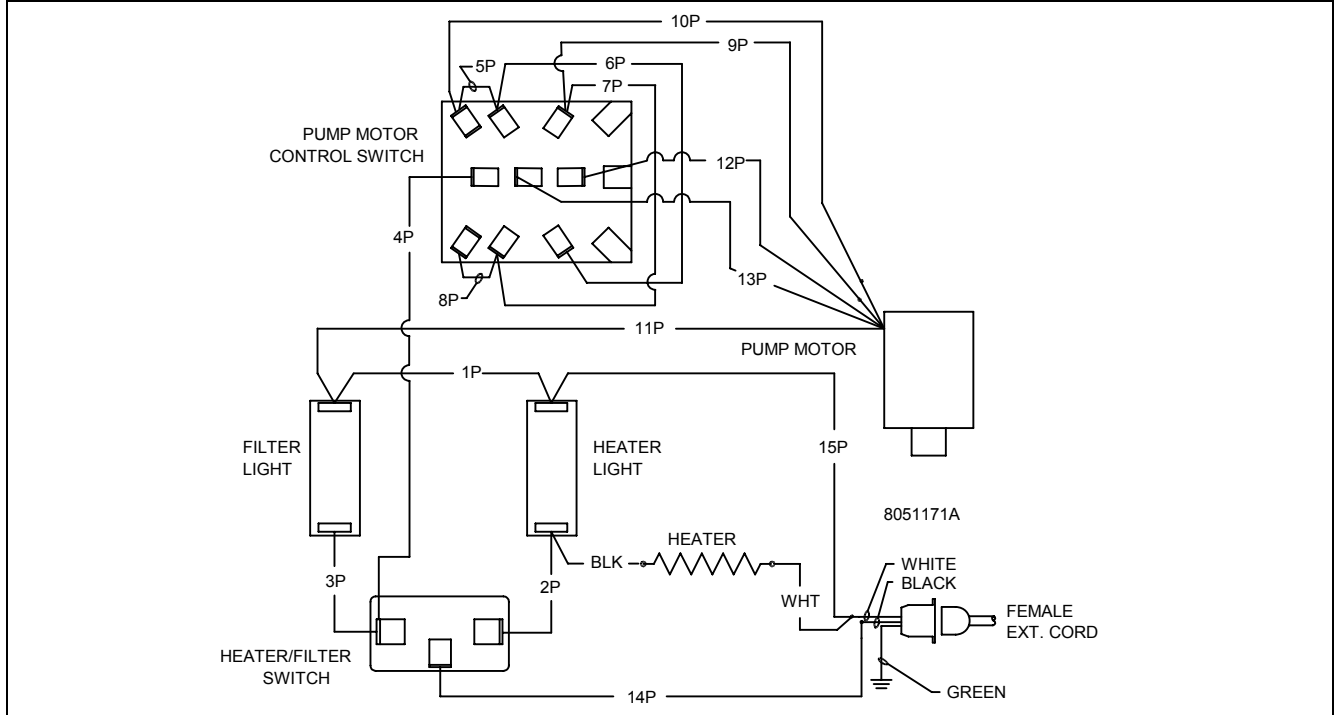 10P
9P
5P
6P
7P
PUMP MOTOR
CONTROL SWITCH
12P
4P
13P
8P
11P
PUMP MOTOR
1P
FILTER
LIGHT
HEATER
LIGHT
15P
8051171A
HEATER
BLK
WHITE
BLACK
3P
2P
WHT
FEMALE
EXT. CORD
HEATER/FILTER
SWITCH
14P
GREEN